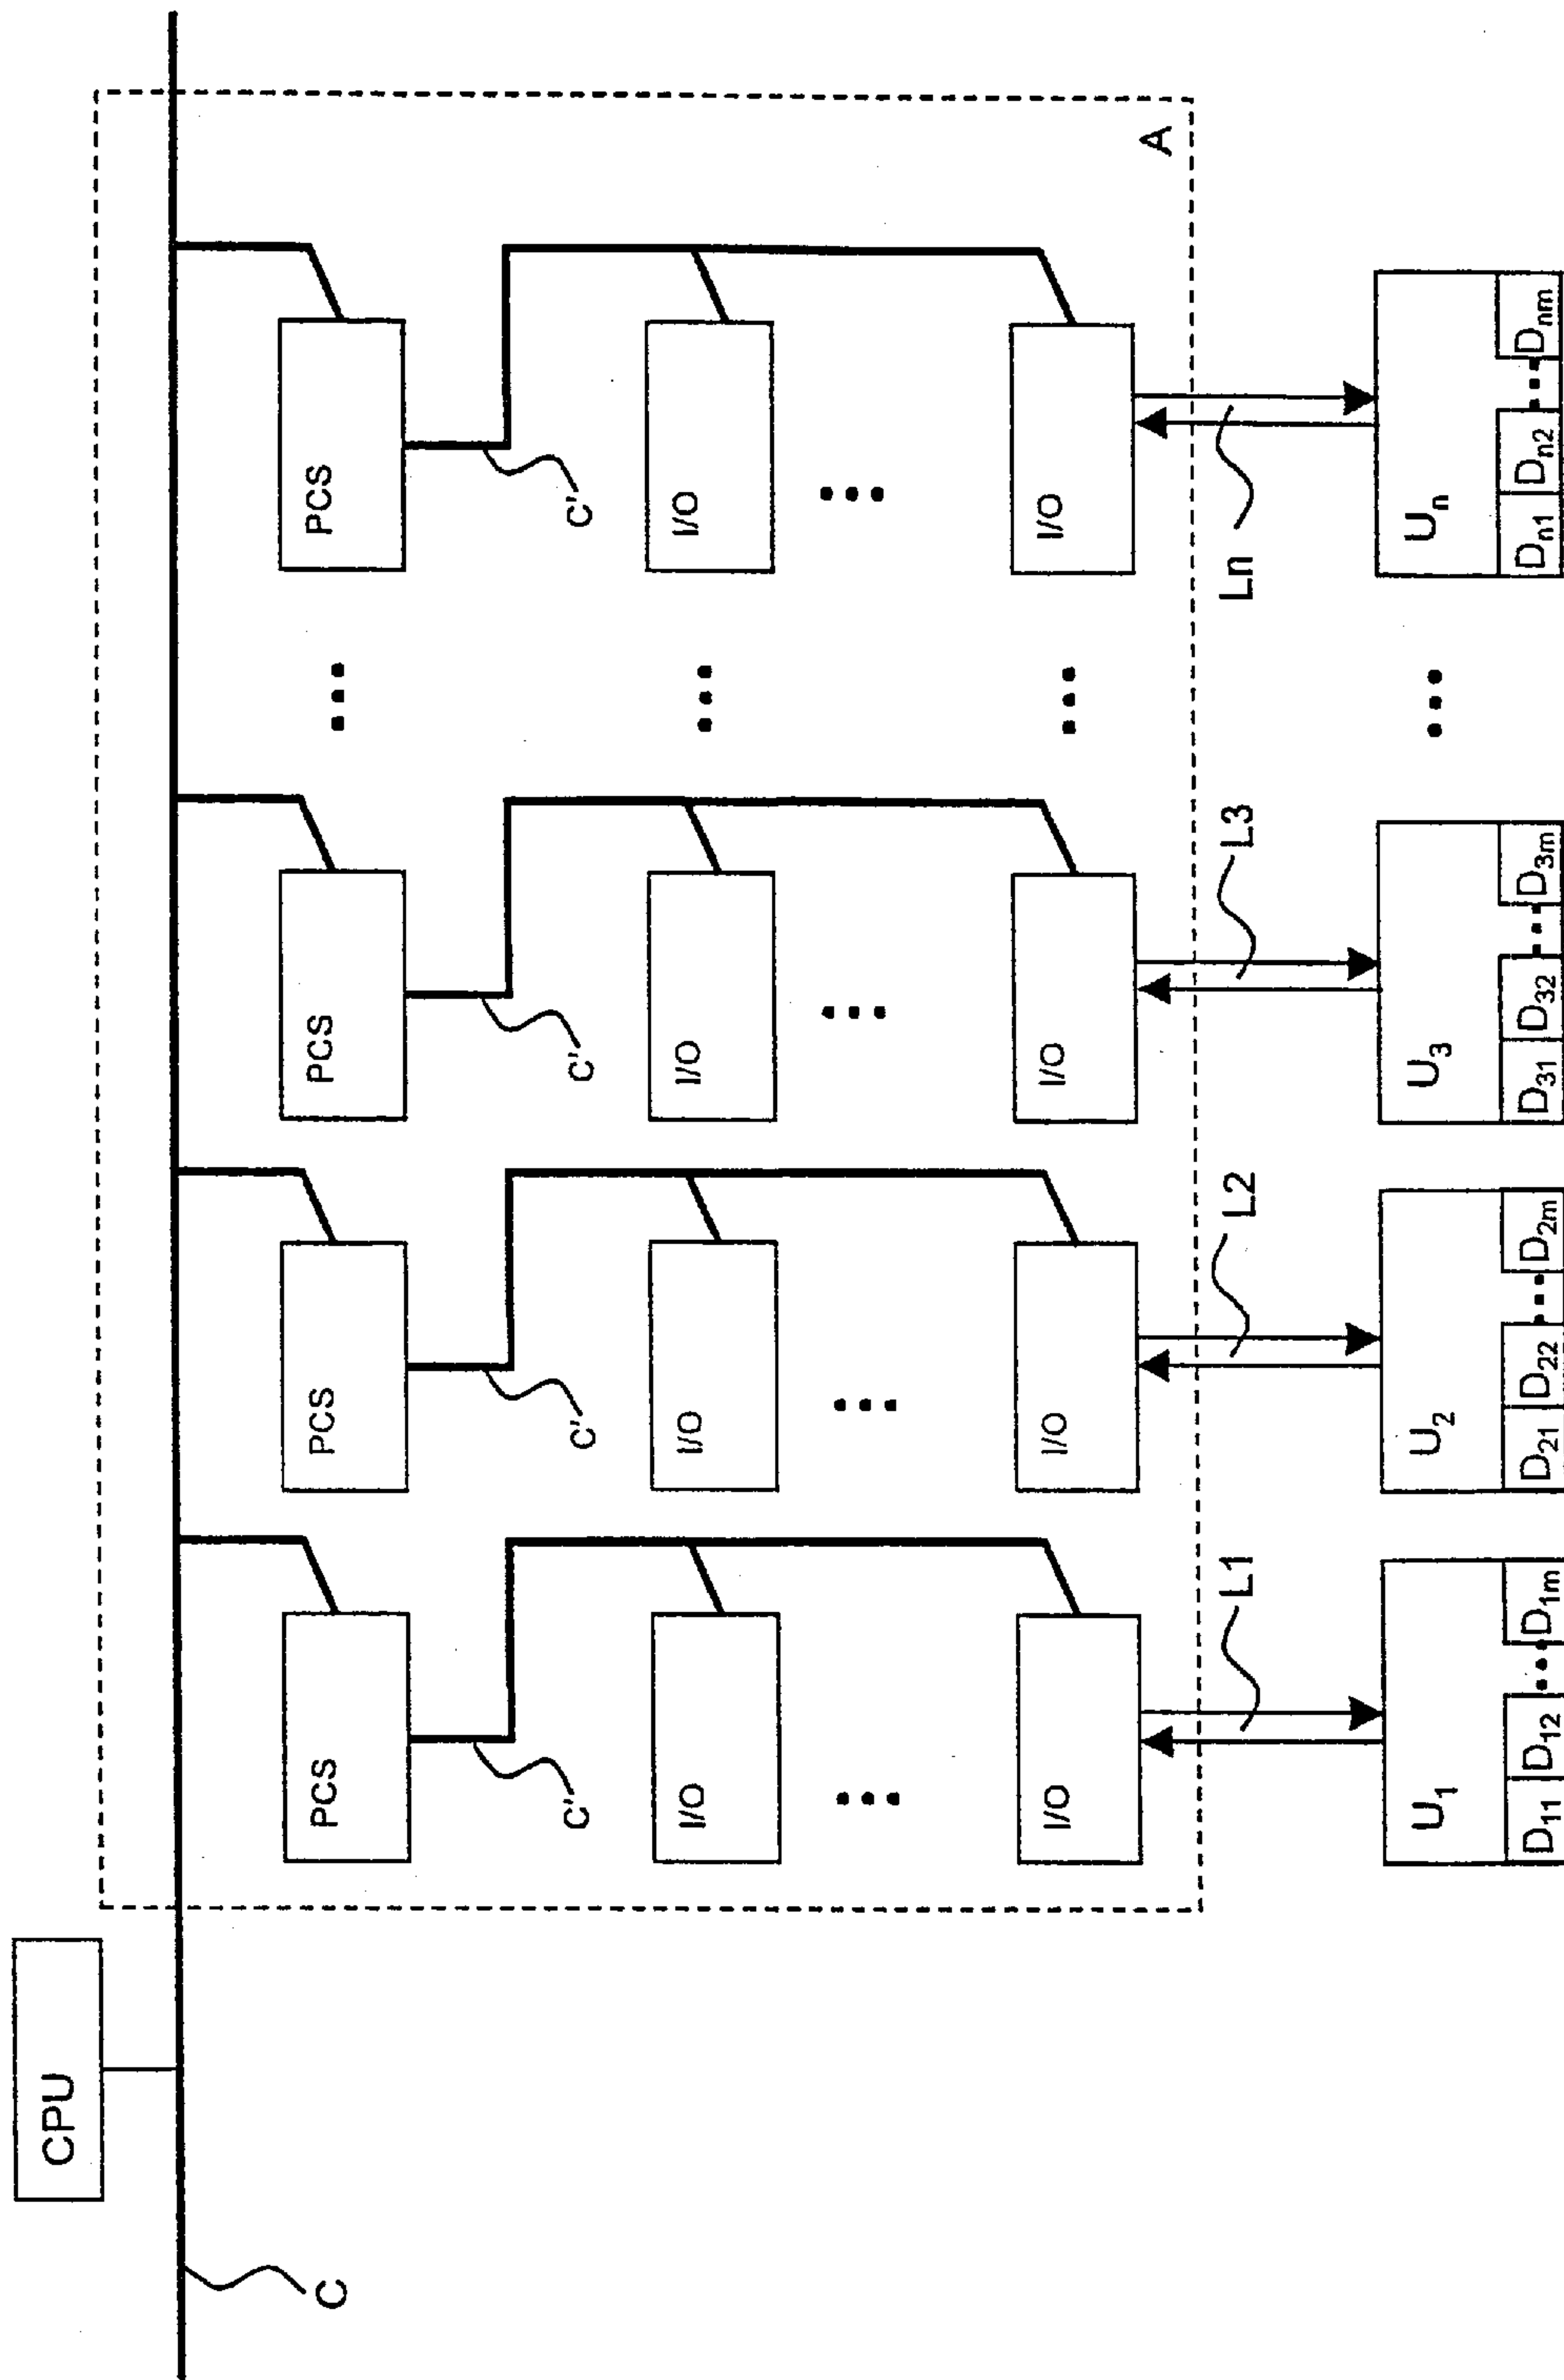 CPU
C
A
PCS PCS PCS PCS
C' C' C' C'
I/O I/O I/O I/O
I/O I/O I/O I/O
L1 L2 L3 Ln
U1 U2 U3 Un
D11 D12 D1m D21 D22 D2m D31 D32 D3m Dn1 Dn2 Dnm